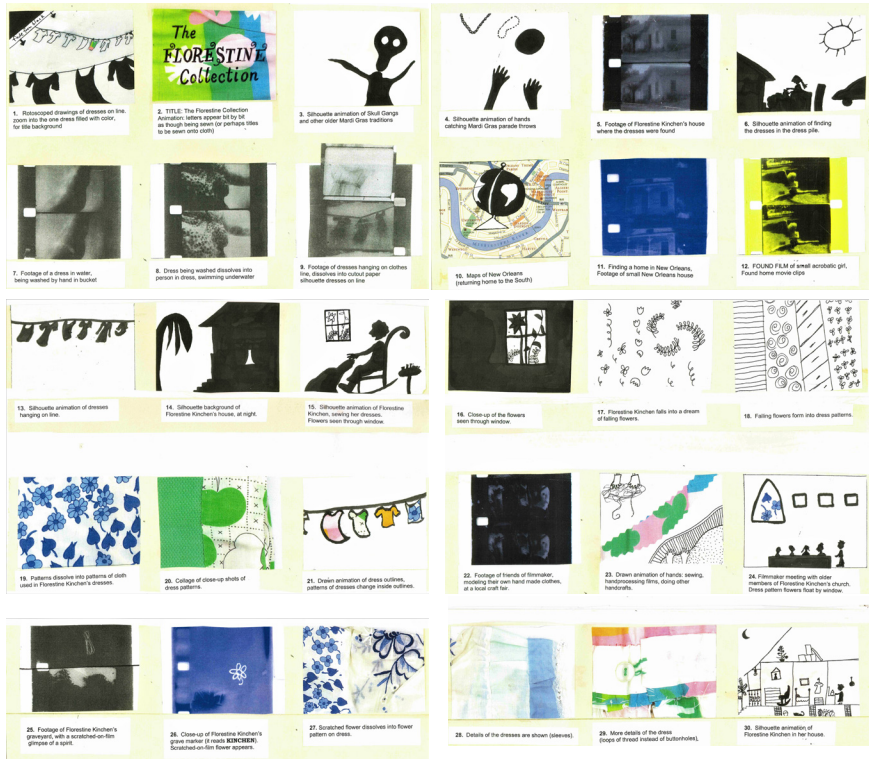 The
FLORESTINE
Collection
1. Rotoscoped drawings of dresses on line.
zoom into the one dress filled with color,
for title background
2. TITLE: The Florestine Collection
Animation: letters appear bit by bit
as though being sewn (or perhaps titles
to be sewn onto cloth)
3. Silhouette animation of Skull Gangs
and other older Mardi Gras traditions
4. Silhouette animation of hands
catching Mardi Gras parade throws
5. Footage of Florestine Kinchen's house
where the dresses were found
6. Silhouette animation of finding
the dresses in the dress pile.
7. Footage of a dress in water,
being washed by hand in bucket
8. Dress being washed dissolves into
person in dress, swimming underwater
9. Footage of dresses hanging on clothes
line, dissolves into cutout paper
silhouette dresses on line
MISSISSIPPI RIVER
10. Maps of New Orleans
(returning home to the South)
11. Finding a home in New Orleans,
Footage of small New Orleans house
12. FOUND FILM of small acrobatic girl,
Found home movie clips
13. Silhouette animation of dresses
hanging on line.
14. Silhouette background of
Florestine Kinchen's house, at night.
15. Silhouette animation of Florestine
Kinchen, sewing her dresses.
Flowers seen through window.
16. Close-up of the flowers
seen through window.
17. Florestine Kinchen falls into a dream
of falling flowers.
18. Falling flowers form into dress patterns.
19. Patterns dissolve into patterns of cloth
used in Florestine Kinchen's dresses.
20. Collage of close-up shots of
dress patterns.
21. Drawn animation of dress outlines,
patterns of dresses change inside outlines.
22. Footage of friends of filmmaker,
modeling their own hand made clothes,
at a local craft fair.
23. Drawn animation of hands: sewing,
handprocessing films, doing other
handcrafts.
24. Filmmaker meeting with older
members of Florestine Kinchen's church.
Dress pattern flowers float by window.
25. Footage of Florestine Kinchen's
graveyard, with a scratched-on-film
glimpse of a spirit.
26. Close-up of Florestine Kinchen's
grave marker (it reads KINCHEN).
Scratched-on-film flower appears.
27. Scratched flower dissolves into flower
pattern on dress.
28. Details of the dresses are shown (sleeves).
29. More details of the dress
(loops of thread instead of buttonholes),
30. Silhouette animation of
Florestine Kinchen in her house.